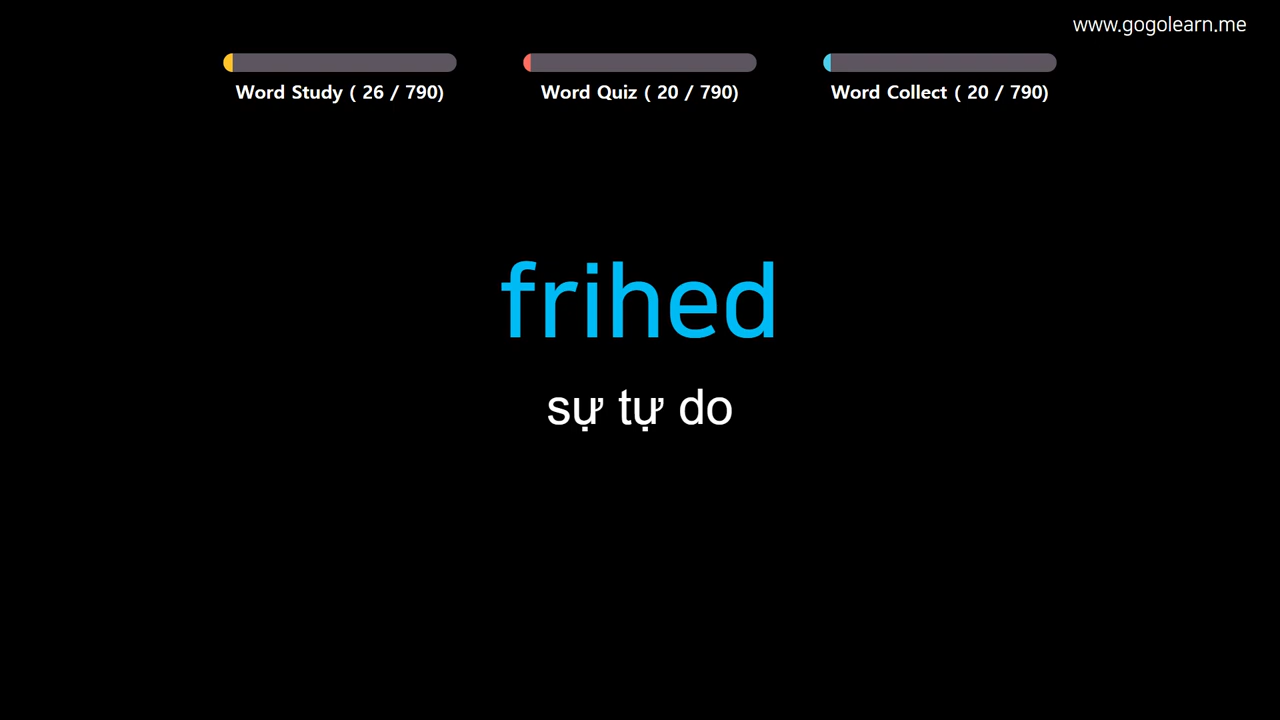 www.gogolearn.me
Word Study ( 26 / 790)
Word Quiz ( 20 / 790)
Word Collect ( 20 / 790)
frihed
sự tự do